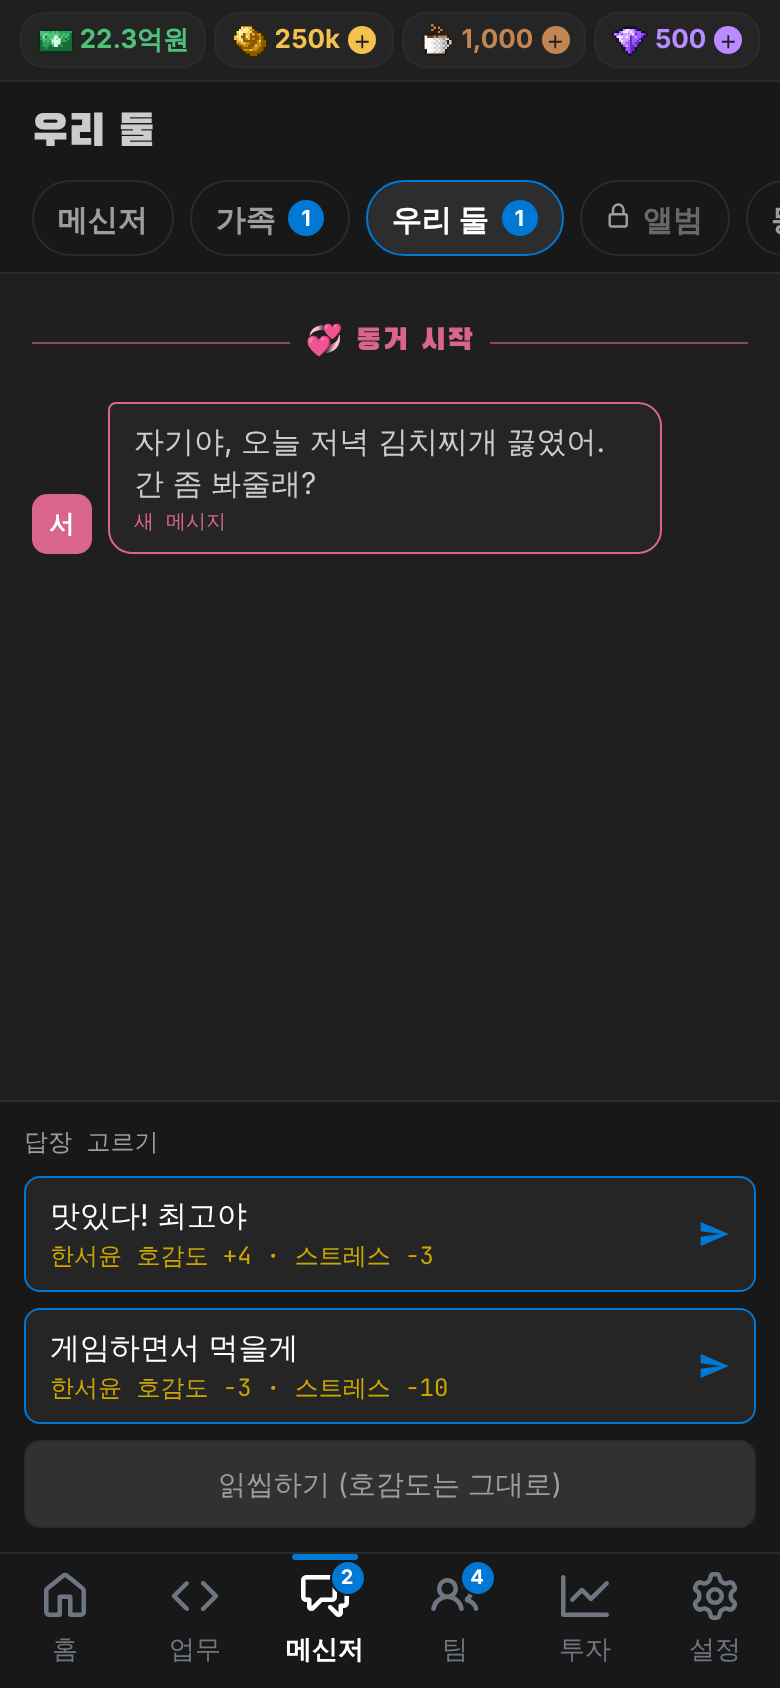 22.3억원 250k 1,000 500
우리 둘
메신저 가족 1 우리 둘 1 앨범
동거 시작
자기야, 오늘 저녁 김치찌개 끓였어.
간 좀 봐줄래?
새 메시지
서
답장 고르기
맛있다! 최고야
한서윤 호감도 +4 · 스트레스 -3
게임하면서 먹을게
한서윤 호감도 -3 · 스트레스 -10
읽씹하기 (호감도는 그대로)
2 4
홈 업무 메신저 팀 투자 설정